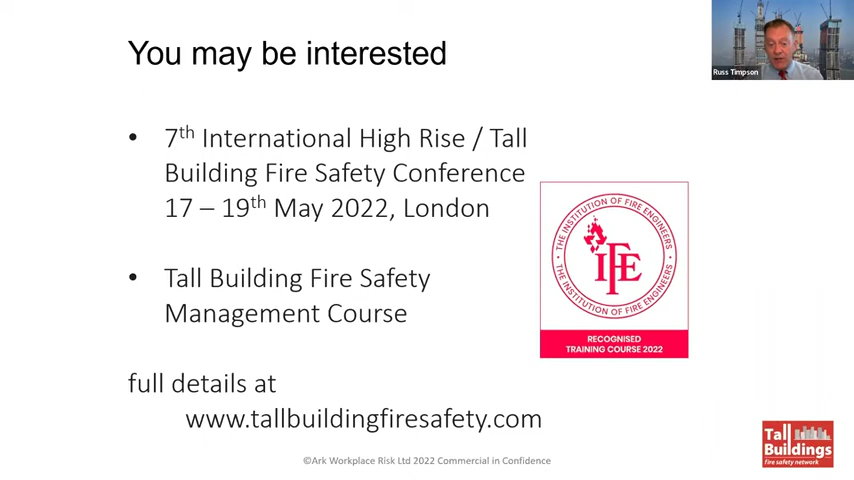 You may be interested
Russ Timpson
• 7th International High Rise / Tall
Building Fire Safety Conference
17 – 19th May 2022, London
• Tall Building Fire Safety
Management Course
THE INSTITUTION OF FIRE ENGINEERS
IFE
THE INSTITUTION OF FIRE ENGINEERS
RECOGNISED
TRAINING COURSE 2022
full details at
www.tallbuildingfiresafety.com
©Ark Workplace Risk Ltd 2022 Commercial in Confidence
Tall
Buildings
fire safety network